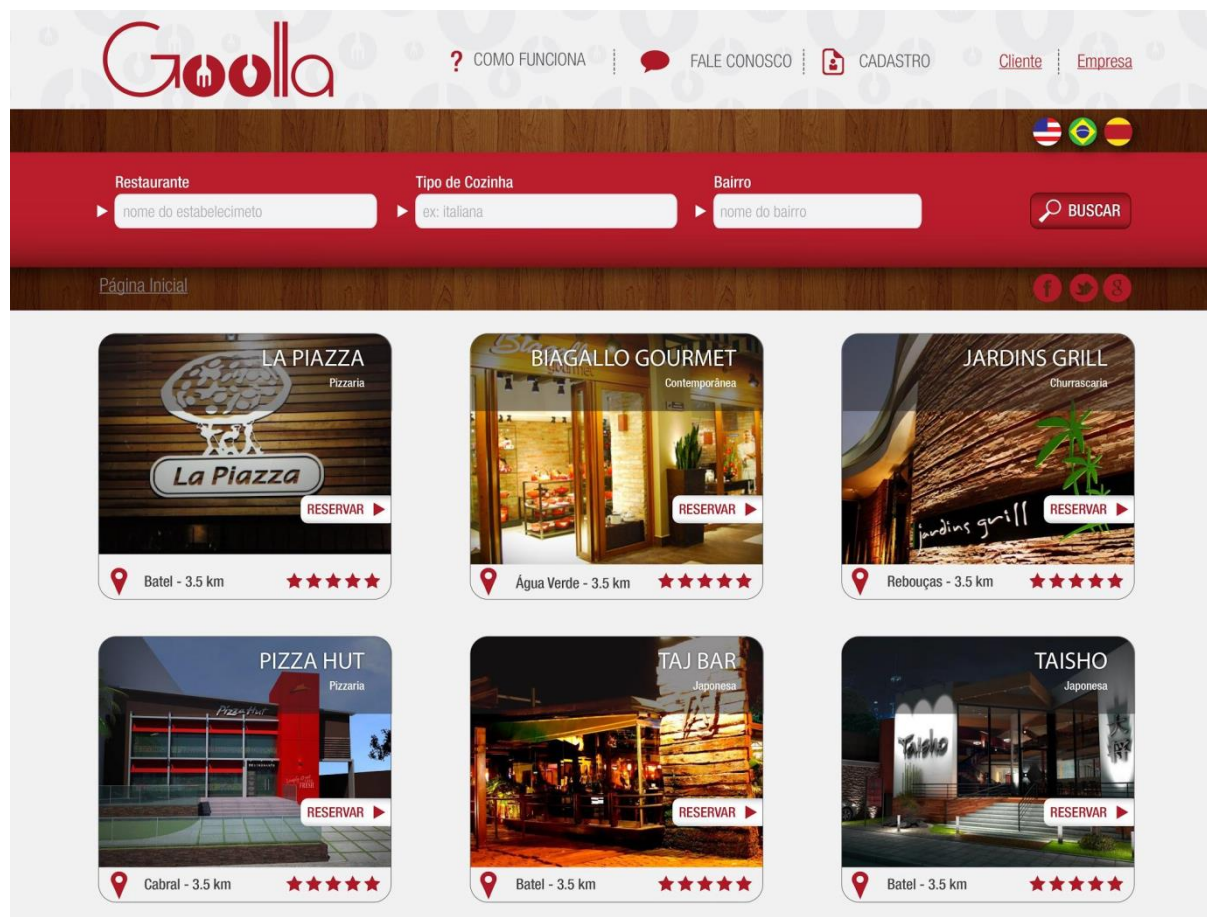 Goolla
? COMO FUNCIONA
FALE CONOSCO
CADASTRO
Cliente
Empresa
Restaurante
Tipo de Cozinha
Bairro
nome do estabelecimeto
ex: italiana
nome do bairro
BUSCAR
Página Inicial
f
8
LA PIAZZA
Pizzaria
La Piazza
RESERVAR
Batel - 3.5 km
Biagallo
gourmet
BIAGALLO GOURMET
Contemporânea
RESERVAR
Água Verde - 3.5 km
JARDINS GRILL
Churrascaria
jardins grill
RESERVAR
Rebouças - 3.5 km
PIZZA HUT
Pizzaria
Pizza Hut
RESERVAR
Cabral - 3.5 km
TAJ BAR
Japonesa
RESERVAR
Batel - 3.5 km
TAISHO
Japonesa
Taisho
RESERVAR
Batel - 3.5 km